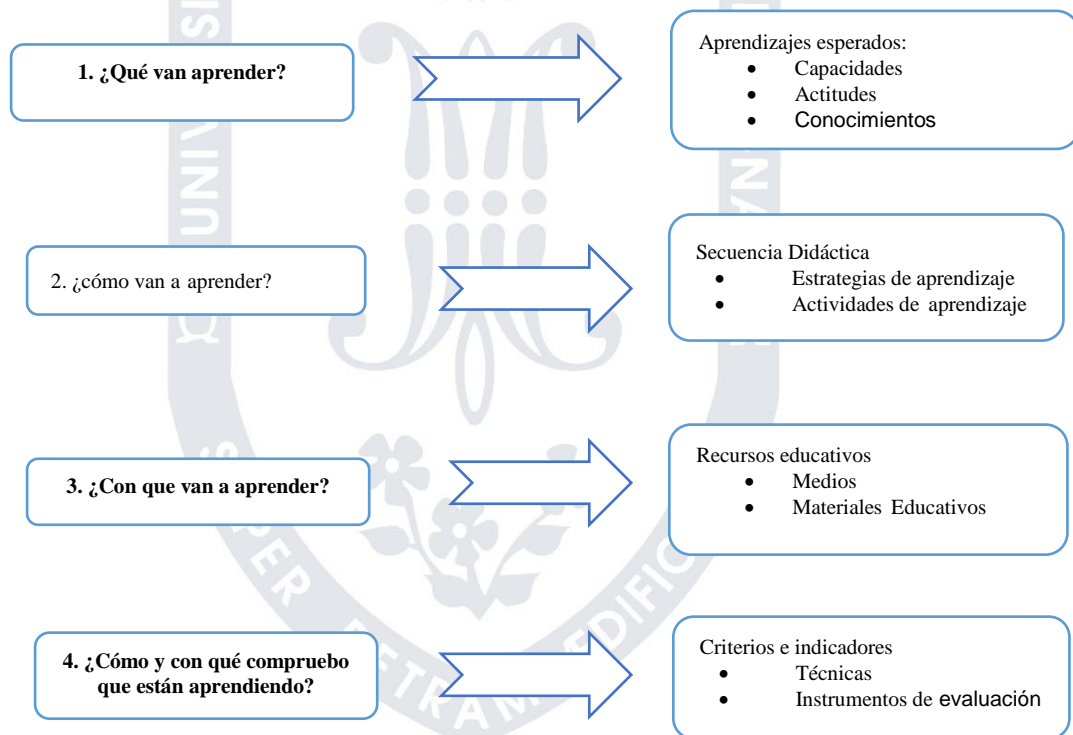 1. ¿Qué van aprender?
Aprendizajes esperados:
• Capacidades
• Actitudes
• Conocimientos
2. ¿cómo van a aprender?
Secuencia Didáctica
• Estrategias de aprendizaje
• Actividades de aprendizaje
3. ¿Con que van a aprender?
Recursos educativos
• Medios
• Materiales Educativos
4. ¿Cómo y con qué compruebo
que están aprendiendo?
Criterios e indicadores
• Técnicas
• Instrumentos de evaluación